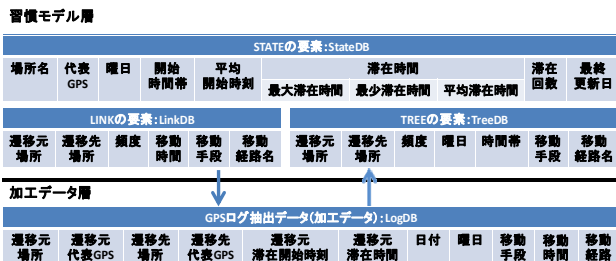 習慣モデル層
STATEの要素:StateDB
場所名 代表GPS 曜日 開始時間帯 平均開始時刻 滞在時間 滞在回数 最終更新日
最大滞在時間 最少滞在時間 平均滞在時間
LINKの要素:LinkDB
遷移元場所 遷移先場所 頻度 移動時間 移動手段 移動経路名
TREEの要素:TreeDB
遷移元場所 遷移先場所 頻度 曜日 時間帯 移動手段 移動経路名
加工データ層
GPSログ抽出データ(加工データ):LogDB
遷移元場所 遷移元代表GPS 遷移先場所 遷移先代表GPS 遷移元滞在開始時刻 遷移元滞在時間 日付 曜日 移動手段 移動時間 移動経路